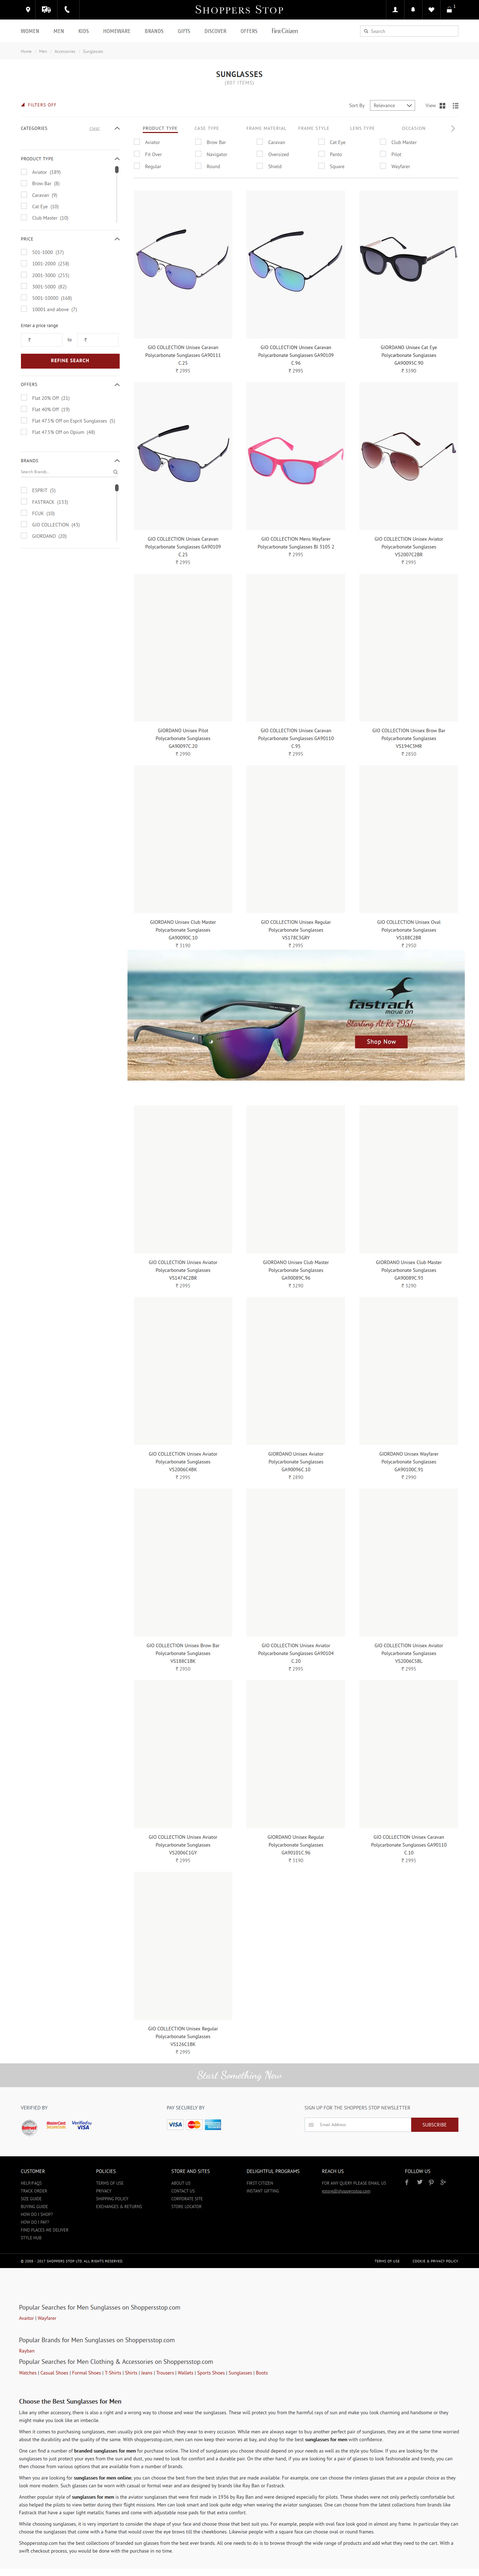 SHOPPERS STOP
1
WOMEN MEN KIDS HOMEWARE BRANDS GIFTS DISCOVER OFFERS First Citizen
Search
Home / Men / Accessories / Sunglasses
SUNGLASSES
FILTERS OFF
Sort By Relevance View
CATEGORIES
PRODUCT TYPE CASE TYPE FRAME MATERIAL FRAME STYLE LENS TYPE OCCASION
Aviator Brow Bar Caravan Cat Eye Club Master
Fit Over Navigator Oversized Panto Pilot
Regular Round Shield Square Wayfarer
PRODUCT TYPE
Aviator (189)
Brow Bar (8)
Caravan (9)
Cat Eye (10)
Club Master (10)
PRICE
501-1000 (37)
1001-2000 (258)
2001-3000 (255)
3001-5000 (82)
5001-10000 (168)
10001 and above (7)
Enter a price range
₹ to ₹
REFINE SEARCH
OFFERS
Flat 20% Off (21)
Flat 40% Off (19)
Flat 47.5% Off on Esprit Sunglasses (5)
Flat 47.5% Off on Opium (48)
BRANDS
Search Brands...
ESPRIT (5)
FASTRACK (153)
FCUK (10)
GIO COLLECTION (43)
GIORDANO (20)
GIO COLLECTION Unisex Caravan
Polycarbonate Sunglasses GA90111
C.25
₹ 2995
GIO COLLECTION Unisex Caravan
Polycarbonate Sunglasses GA90109
C.96
₹ 2995
GIORDANO Unisex Cat Eye
Polycarbonate Sunglasses
GA90095C.90
₹ 3590
GIO COLLECTION Unisex Caravan
Polycarbonate Sunglasses GA90109
C.25
₹ 2995
GIO COLLECTION Mens Wayfarer
Polycarbonate Sunglasses BI 3105 2
₹ 2995
GIO COLLECTION Unisex Aviator
Polycarbonate Sunglasses
VS2007C2BR
₹ 2995
GIORDANO Unisex Pilot
Polycarbonate Sunglasses
GA90097C.20
₹ 2990
GIO COLLECTION Unisex Caravan
Polycarbonate Sunglasses GA90110
C.95
₹ 2995
GIO COLLECTION Unisex Brow Bar
Polycarbonate Sunglasses
VS194C3MR
₹ 2850
GIORDANO Unisex Club Master
Polycarbonate Sunglasses
GA90090C.10
₹ 3190
GIO COLLECTION Unisex Regular
Polycarbonate Sunglasses
VS178C3GRY
₹ 2995
GIO COLLECTION Unisex Oval
Polycarbonate Sunglasses
VS188C2BR
₹ 2950
fastrack
move on
Starting At Rs 795/-
Shop Now
GIO COLLECTION Unisex Aviator
Polycarbonate Sunglasses
VS1474C2BR
₹ 2995
GIORDANO Unisex Club Master
Polycarbonate Sunglasses
GA90089C.96
₹ 3290
GIORDANO Unisex Club Master
Polycarbonate Sunglasses
GA90089C.93
₹ 3290
GIO COLLECTION Unisex Aviator
Polycarbonate Sunglasses
VS2006C4BK
₹ 2995
GIORDANO Unisex Aviator
Polycarbonate Sunglasses
GA90096C.10
₹ 2890
GIORDANO Unisex Wayfarer
Polycarbonate Sunglasses
GA90100C.91
₹ 2990
GIO COLLECTION Unisex Brow Bar
Polycarbonate Sunglasses
VS188C1BK
₹ 2950
GIO COLLECTION Unisex Aviator
Polycarbonate Sunglasses GA90104
C.20
₹ 2995
GIO COLLECTION Unisex Aviator
Polycarbonate Sunglasses
VS2006C5BL
₹ 2995
GIO COLLECTION Unisex Aviator
Polycarbonate Sunglasses
VS2006C1GY
₹ 2995
GIORDANO Unisex Regular
Polycarbonate Sunglasses
GA90101C.96
₹ 3190
GIO COLLECTION Unisex Caravan
Polycarbonate Sunglasses GA90110
C.10
₹ 2995
GIO COLLECTION Unisex Regular
Polycarbonate Sunglasses
VS126C1BK
₹ 2995
Start Something New
VERIFIED BY PAY SECURELY BY SIGN UP FOR THE SHOPPERS STOP NEWSLETTER
MasterCard. Verified by VISA VISA Email Address SUBSCRIBE
CUSTOMER POLICIES STORE AND SITES DELIGHTFUL PROGRAMS REACH US FOLLOW US
HELP/FAQS TERMS OF USE ABOUT US FIRST CITIZEN FOR ANY QUERY PLEASE EMAIL US
TRACK ORDER PRIVACY CONTACT US INSTANT GIFTING
SIZE GUIDE SHIPPING POLICY CORPORATE SITE
BUYING GUIDE EXCHANGES & RETURNS STORE LOCATOR
HOW DO I SHOP?
HOW DO I PAY?
FIND PLACES WE DELIVER
STYLE HUB
© 2008 - 2017 SHOPPERS STOP LTD. ALL RIGHTS RESERVED. TERMS OF USE COOKIE & PRIVACY POLICY
Popular Searches for Men Sunglasses on Shoppersstop.com
Avaitor | Wayfarer
Popular Brands for Men Sunglasses on Shoppersstop.com
Rayban
Popular Searches for Men Clothing & Accessories on Shoppersstop.com
Watches | Casual Shoes | Formal Shoes | T-Shirts | Shirts | Jeans | Trousers | Wallets | Sports Shoes | Sunglasses | Boots
Choose the Best Sunglasses for Men
Like any other accessory, there is also a right and a wrong way to choose and wear the sunglasses. These will protect you from the harmful rays of sun and make you look charming and handsome or they
might make you look like an imbecile.
When it comes to purchasing sunglasses, men usually pick one pair which they wear to every occasion. While men are always eager to buy another perfect pair of sunglasses, they are at the same time worried
about the durability and the quality of the same. With shoppersstop.com, men can now keep their worries at bay, and shop for the best sunglasses for men with confidence.
One can find a number of branded sunglasses for men for purchase online. The kind of sunglasses you choose should depend on your needs as well as the style you follow. If you are looking for the
sunglasses to just protect your eyes from the sun and dust, you need to look for comfort and a durable pair. On the other hand, if you are looking for a pair of glasses to look fashionable and trendy, you can
then choose from various options that are available from a number of brands.
When you are looking for sunglasses for men online, you can choose the best from the best styles that are made available. For example, one can choose the rimless glasses that are a popular choice as they
look more modern. Such glasses can be worn with casual or formal wear and are designed by brands like Ray Ban or Fastrack.
Another popular style of sunglasses for men is the aviator sunglasses that were first made in 1936 by Ray Ban and were designed especially for pilots. These shades were not only perfectly comfortable but
also helped the pilots to view better during their flight missions. Men can look smart and look quite edgy when wearing the aviator sunglasses. One can choose from the latest collections from brands like
Fastrack that have a super light metallic frames and come with adjustable nose pads for that extra comfort.
While choosing sunglasses, it is very important to consider the shape of your face and choose those that best suit you. For example, people with oval face look good in almost any frame. In particular they can
choose the sunglasses that come with a frame that would cover the eye brows till the cheekbones. Likewise people with a square face can choose oval or round frames.
Shoppersstop.com has the best collections of branded sun glasses from the best ever brands. All one needs to do is to browse through the wide range of products and add what they need to the cart. With a
swift checkout process, you would be done with the purchase in no time.